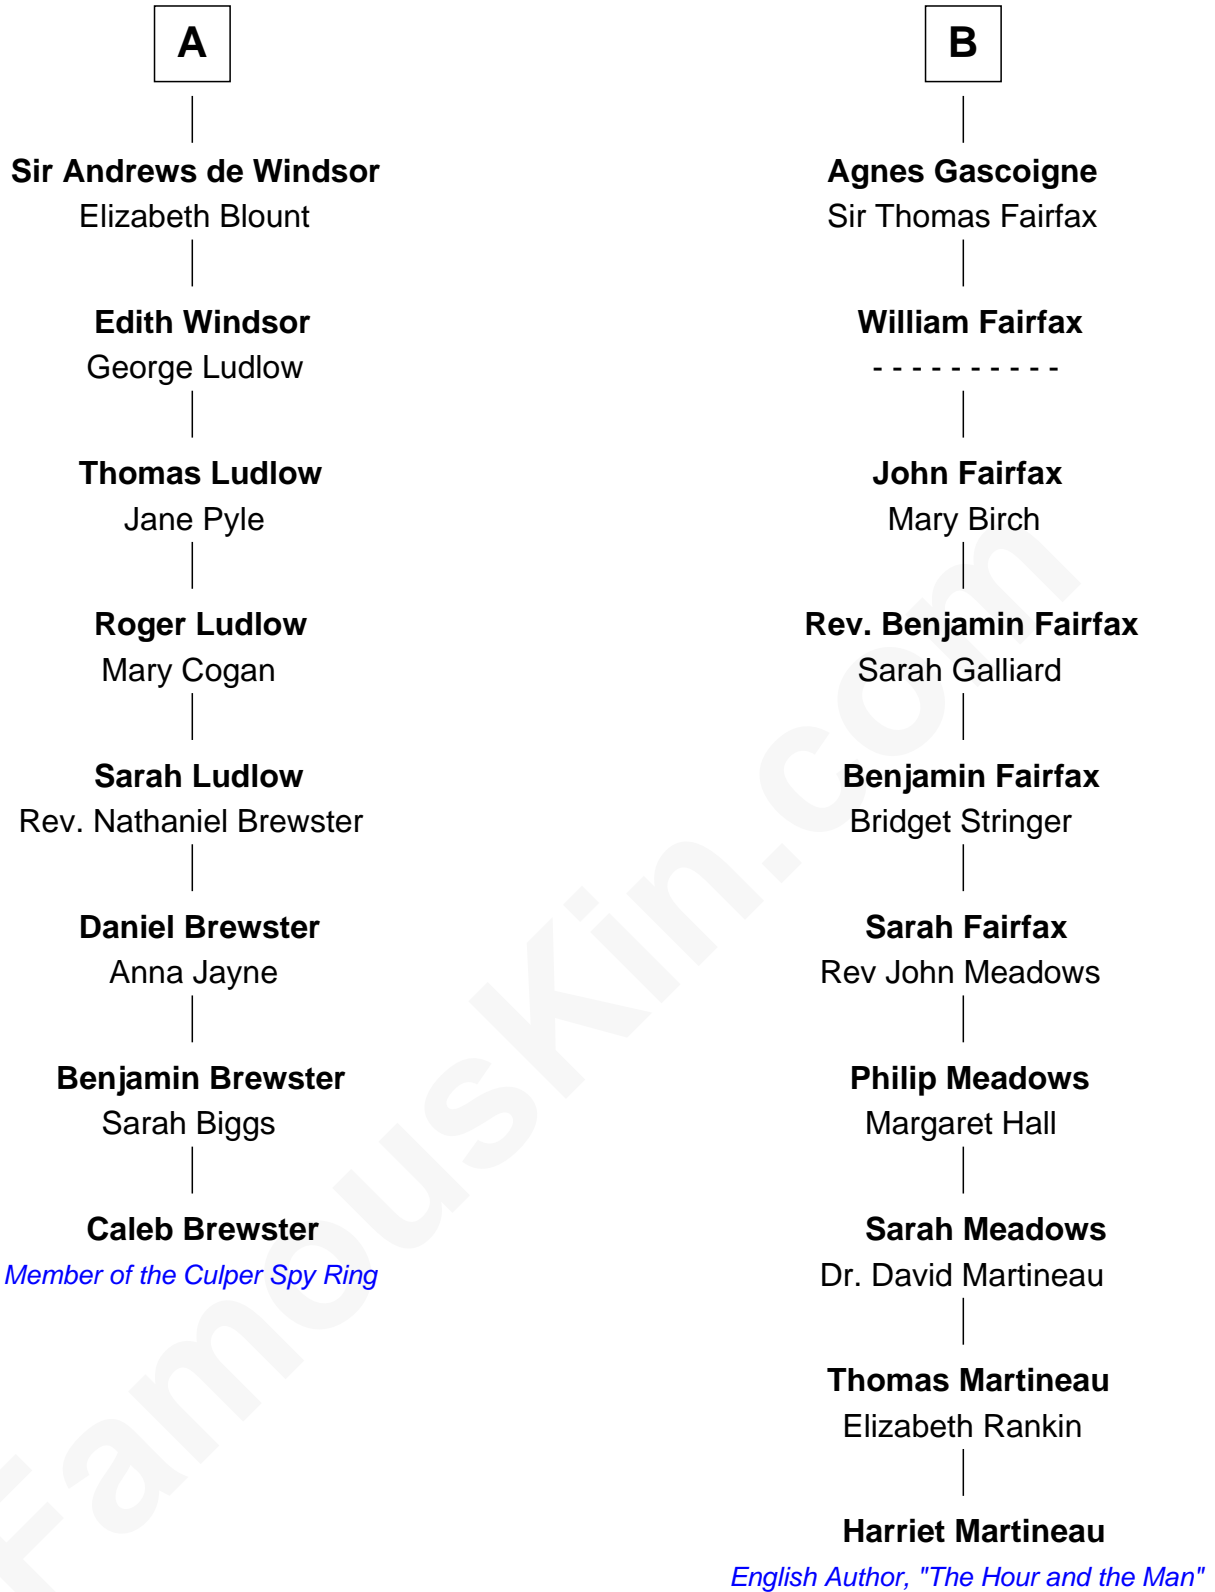 A
Sir Andrews de Windsor
Elizabeth Blount
Edith Windsor
George Ludlow
Thomas Ludlow
Jane Pyle
Roger Ludlow
Mary Cogan
Sarah Ludlow
Rev. Nathaniel Brewster
Daniel Brewster
Anna Jayne
Benjamin Brewster
Sarah Biggs
Caleb Brewster
Member of the Culper Spy Ring
B
Agnes Gascoigne
Sir Thomas Fairfax
William Fairfax
- - - - - - - - - -
John Fairfax
Mary Birch
Rev. Benjamin Fairfax
Sarah Galliard
Benjamin Fairfax
Bridget Stringer
Sarah Fairfax
Rev John Meadows
Philip Meadows
Margaret Hall
Sarah Meadows
Dr. David Martineau
Thomas Martineau
Elizabeth Rankin
Harriet Martineau
English Author, "The Hour and the Man"
FamousKin.com